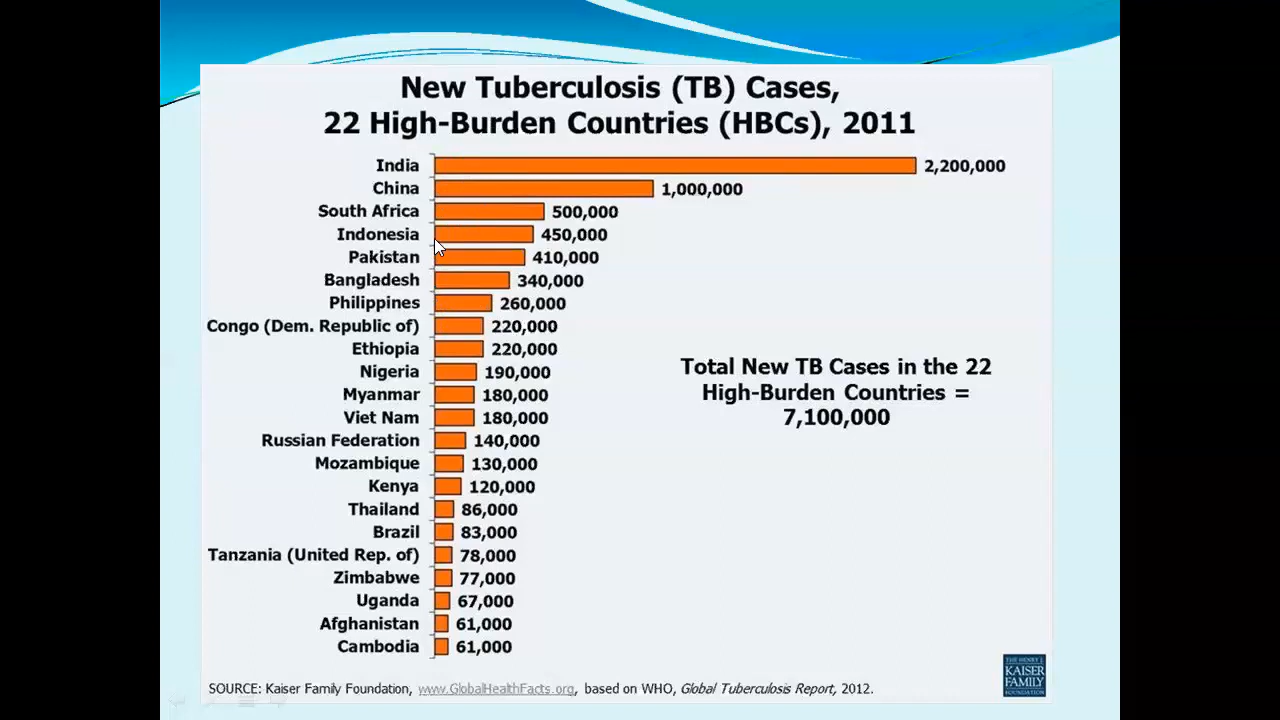 New Tuberculosis (TB) Cases,
22 High-Burden Countries (HBCs), 2011
India 2,200,000
China 1,000,000
South Africa 500,000
Indonesia 450,000
Pakistan 410,000
Bangladesh 340,000
Philippines 260,000
Congo (Dem. Republic of) 220,000
Ethiopia 220,000
Nigeria 190,000
Myanmar 180,000
Viet Nam 180,000
Russian Federation 140,000
Mozambique 130,000
Kenya 120,000
Thailand 86,000
Brazil 83,000
Tanzania (United Rep. of) 78,000
Zimbabwe 77,000
Uganda 67,000
Afghanistan 61,000
Cambodia 61,000
Total New TB Cases in the 22
High-Burden Countries =
7,100,000
SOURCE: Kaiser Family Foundation, www.GlobalHealthFacts.org, based on WHO, Global Tuberculosis Report, 2012.
THE HENRY J.
KAISER
FAMILY
FOUNDATION